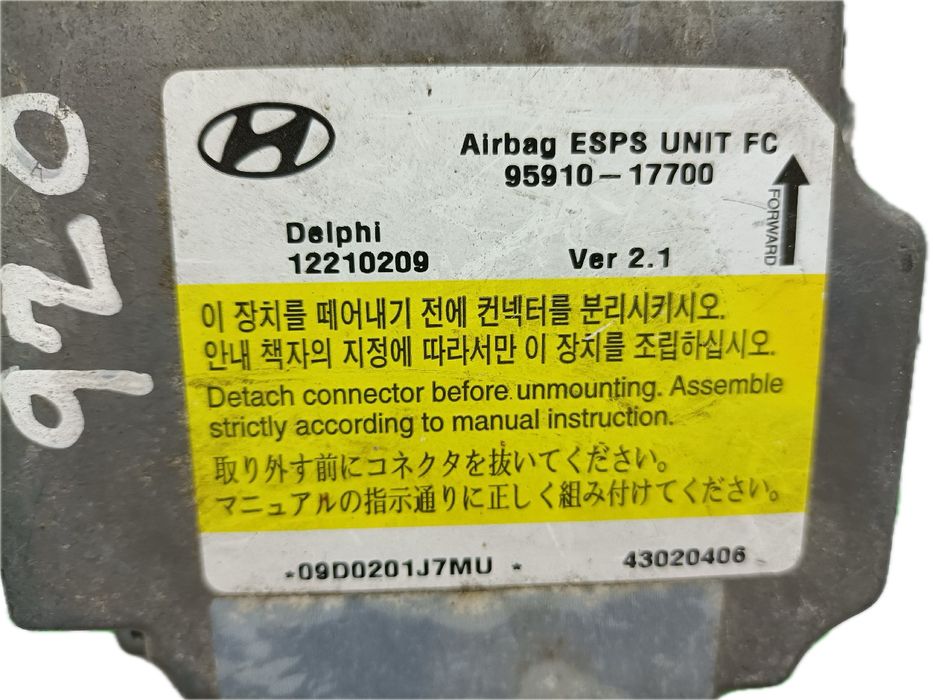 Airbag ESPS UNIT FC
95910-17700
FORWARD
Delphi
12210209 Ver 2.1
이 장치를 떼어내기 전에 컨넥터를 분리시키시오.
안내 책자의 지정에 따라서만 이 장치를 조립하십시오.
Detach connector before unmounting. Assemble
strictly according to manual instruction.
取り外す前にコネクタを抜いてください。
マニュアルの指示通りに正しく組み付けてください。
*09D0201J7MU *
43020406
026